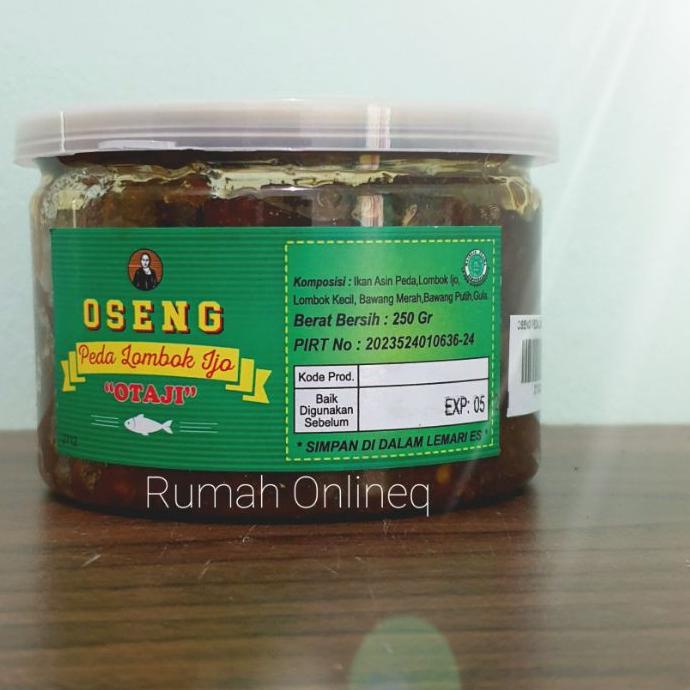 OSENG
Peda Lombok Ijo
"OTAJI"
Komposisi : Ikan Asin Peda,Lombok Ijo,
Lombok Kecil, Bawang Merah,Bawang Putih,Gula.
Berat Bersih : 250 Gr
PIRT No : 2023524010636-24
Kode Prod.
Baik
Digunakan
Sebelum
EXP: 05
* SIMPAN DI DALAM LEMARI ES *
Rumah Onlineq